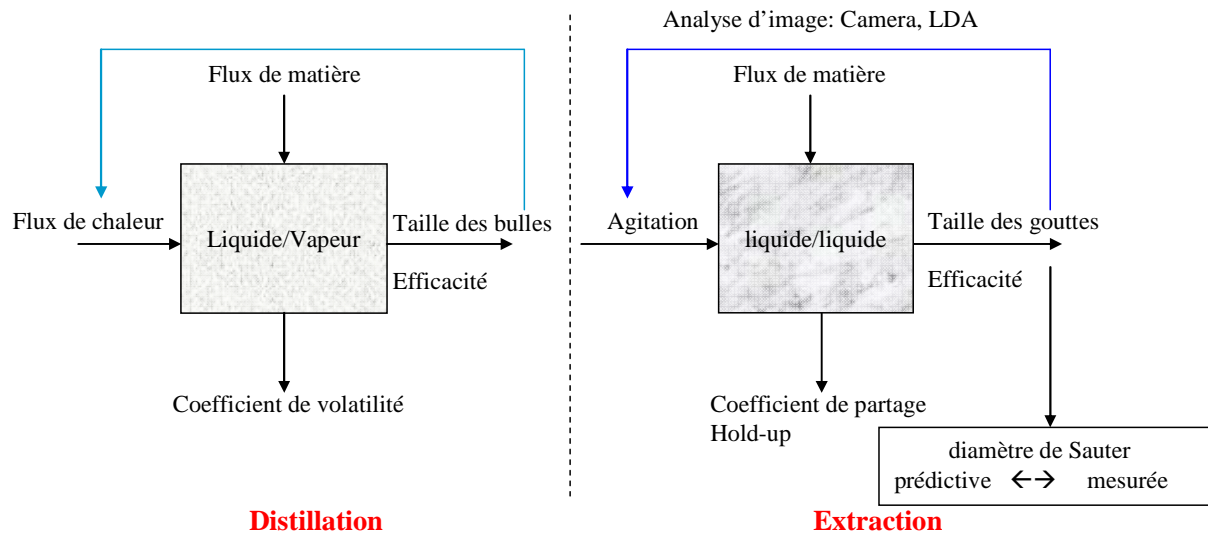 Analyse d’image: Camera, LDA
Flux de matière
Flux de chaleur
Liquide/Vapeur
Taille des bulles
Efficacité
Coefficient de volatilité
Distillation
Flux de matière
Agitation
liquide/liquide
Taille des gouttes
Efficacité
Coefficient de partage
Hold-up
diamètre de Sauter
prédictive ←→ mesurée
Extraction